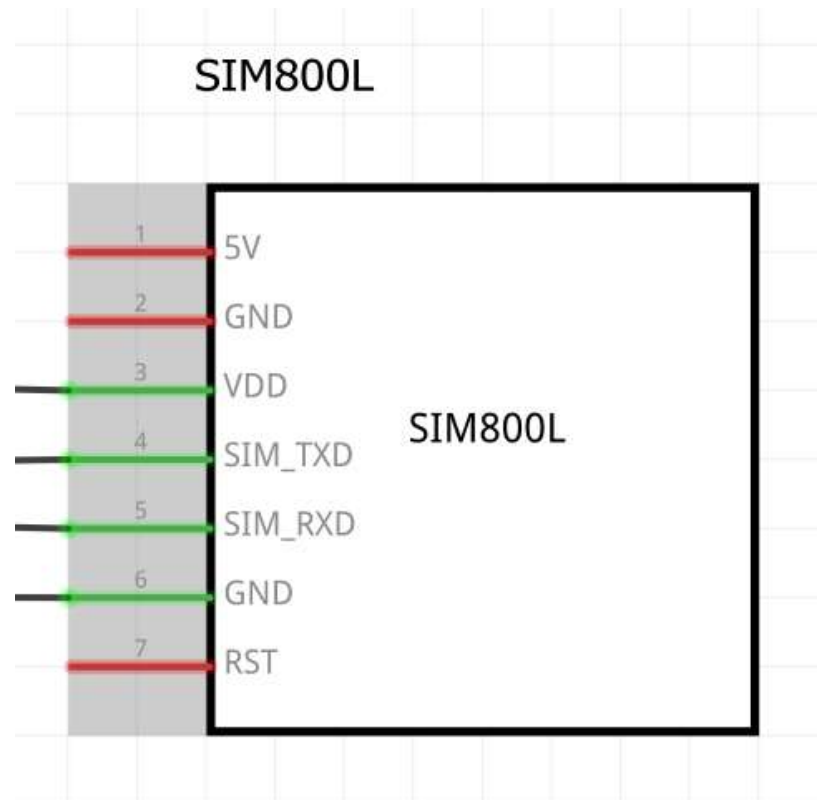 SIM800L
1 5V
2 GND
3 VDD
4 SIM_TXD
SIM800L
5 SIM_RXD
6 GND
7 RST